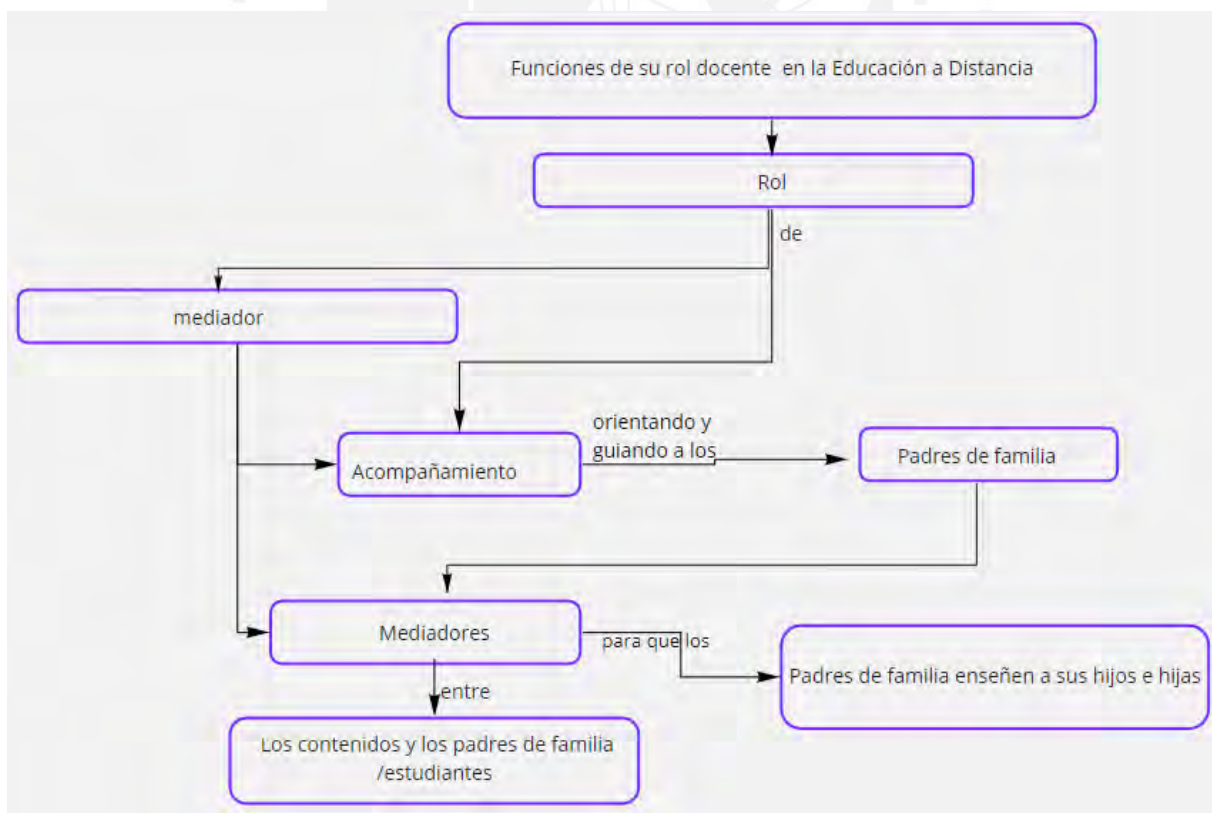 Funciones de su rol docente en la Educación a Distancia
Rol
de
mediador
orientando y
guiando a los
Acompañamiento
Padres de familia
Mediadores
para que los
Padres de familia enseñen a sus hijos e hijas
entre
Los contenidos y los padres de familia
/estudiantes